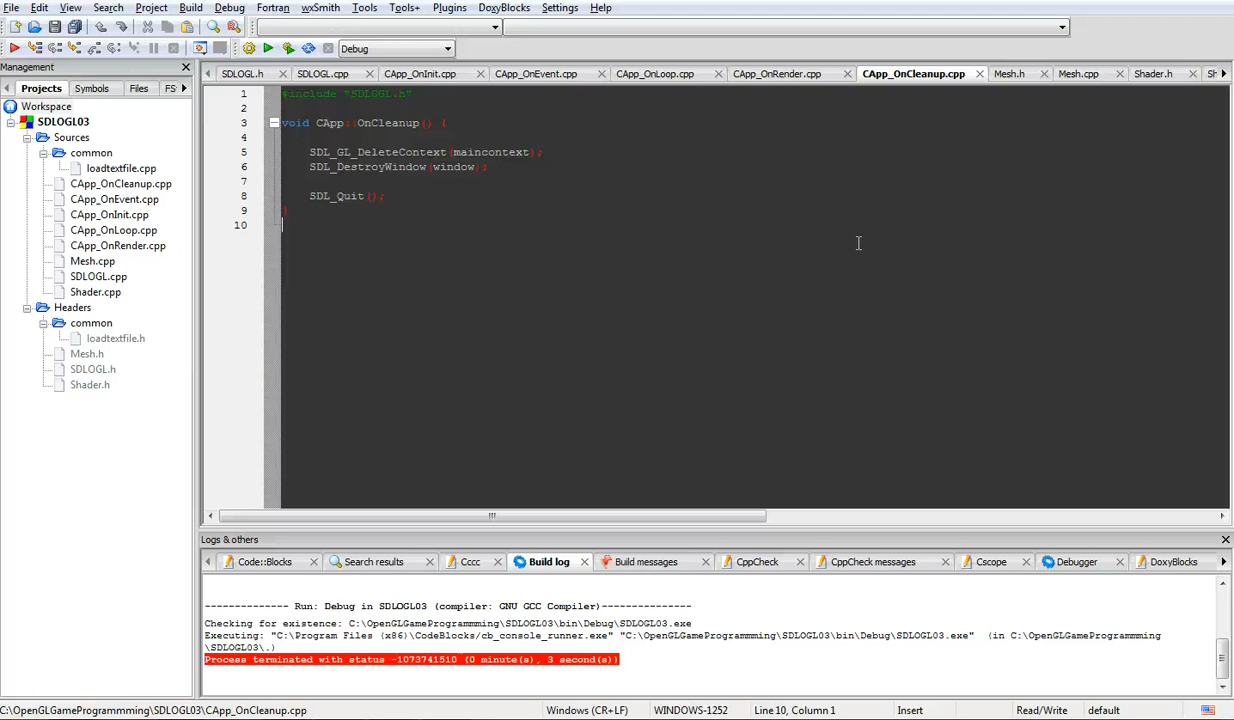 File Edit View Search Project Build Debug Fortran wxSmith Tools Tools+ Plugins DoxyBlocks Settings Help
Debug
Management
Projects Symbols Files FS
SDLOGL.h SDLOGL.cpp CApp_OnInit.cpp CApp_OnEvent.cpp CApp_OnLoop.cpp CApp_OnRender.cpp CApp_OnCleanup.cpp Mesh.h Mesh.cpp Shader.h Sh
Workspace
SDLOGL03
Sources
common
loadtextfile.cpp
CApp_OnCleanup.cpp
CApp_OnEvent.cpp
CApp_OnInit.cpp
CApp_OnLoop.cpp
CApp_OnRender.cpp
Mesh.cpp
SDLOGL.cpp
Shader.cpp
Headers
common
loadtextfile.h
Mesh.h
SDLOGL.h
Shader.h
1 #include "SDLOGL.h"
2
3 void CApp::OnCleanup() {
4
5 SDL_GL_DeleteContext(maincontext);
6 SDL_DestroyWindow(window);
7
8 SDL_Quit();
9 }
10
Logs & others
Code::Blocks Search results Cccc Build log Build messages CppCheck CppCheck messages Cscope Debugger DoxyBlocks
-------------- Run: Debug in SDLOGL03 (compiler: GNU GCC Compiler)---------------
Checking for existence: C:\OpenGLGameProgrammming\SDLOGL03\bin\Debug\SDLOGL03.exe
Executing: "C:\Program Files (x86)\CodeBlocks/cb_console_runner.exe" "C:\OpenGLGameProgrammming\SDLOGL03\bin\Debug\SDLOGL03.exe"  (in C:\OpenGLGameProgrammming
\SDLOGL03\.)
Process terminated with status -1073741510 (0 minute(s), 3 second(s))
C:\OpenGLGameProgrammming\SDLOGL03\CApp_OnCleanup.cpp Windows (CR+LF) WINDOWS-1252 Line 10, Column 1 Insert Read/Write default